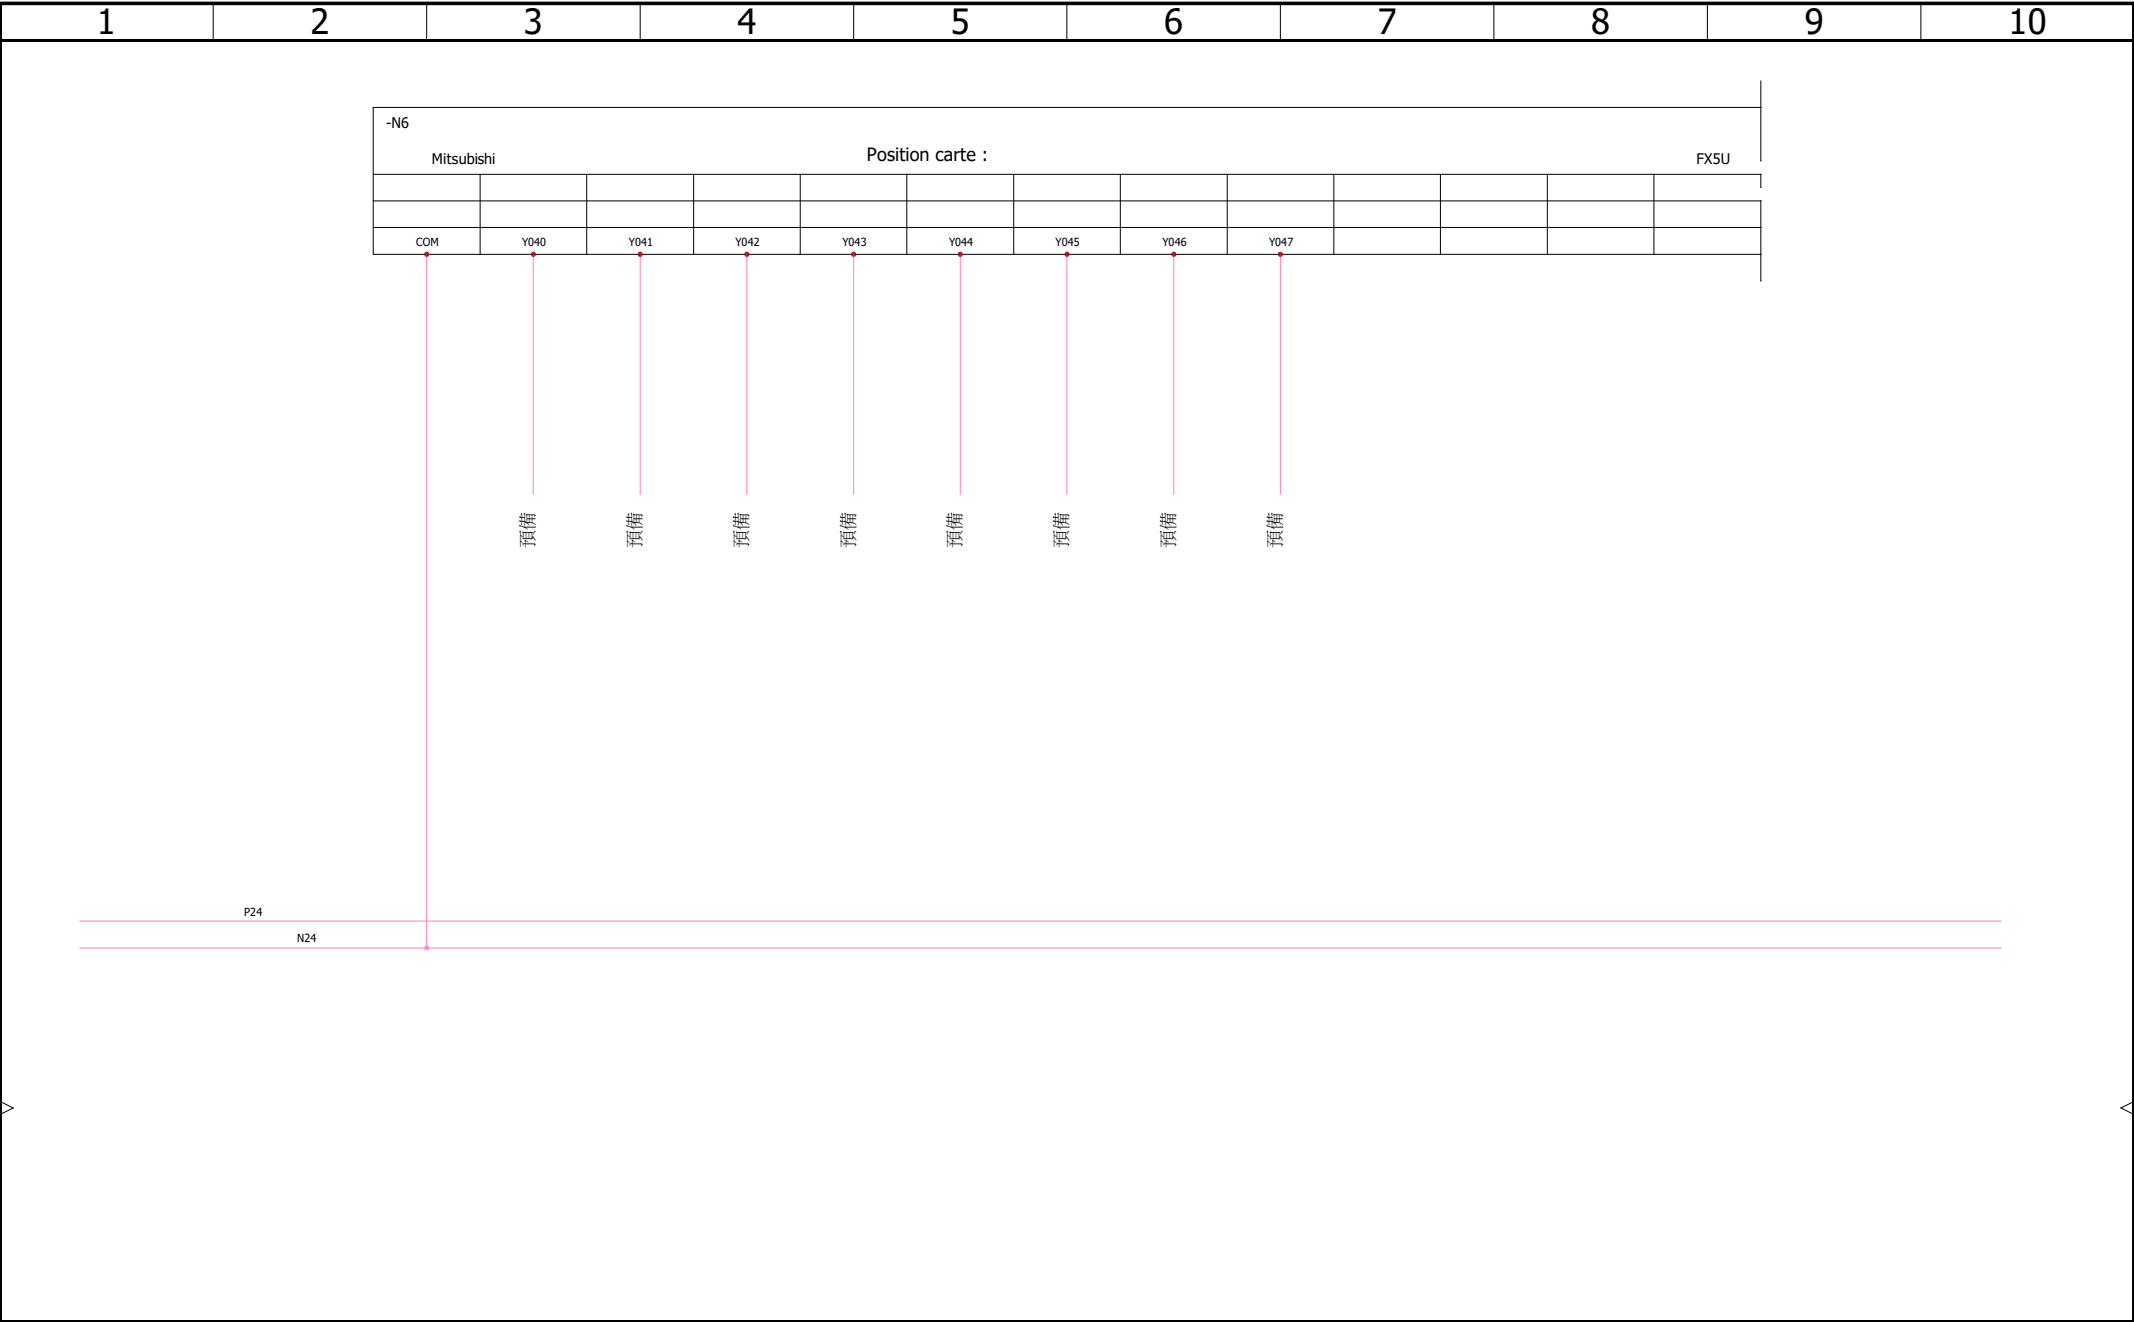 1 2 3 4 5 6 7 8 9 10
-N6
Mitsubishi Position carte : FX5U
COM Y040 Y041 Y042 Y043 Y044 Y045 Y046 Y047
預備 預備 預備 預備 預備 預備 預備 預備
P24
N24